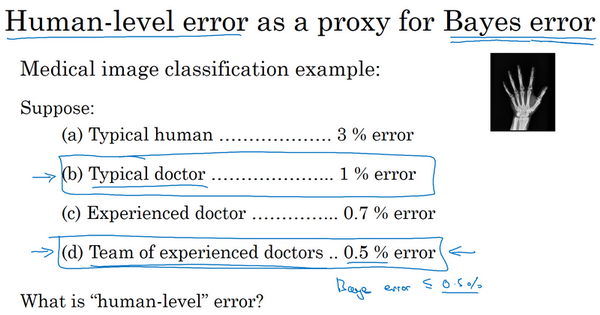 Human-level error as a proxy for Bayes error
Medical image classification example:
Suppose:
(a) Typical human ................... 3 % error
(b) Typical doctor ..................... 1 % error
(c) Experienced doctor ............... 0.7 % error
(d) Team of experienced doctors .. 0.5 % error
Baye error ≤ 0.5%
What is “human-level” error?